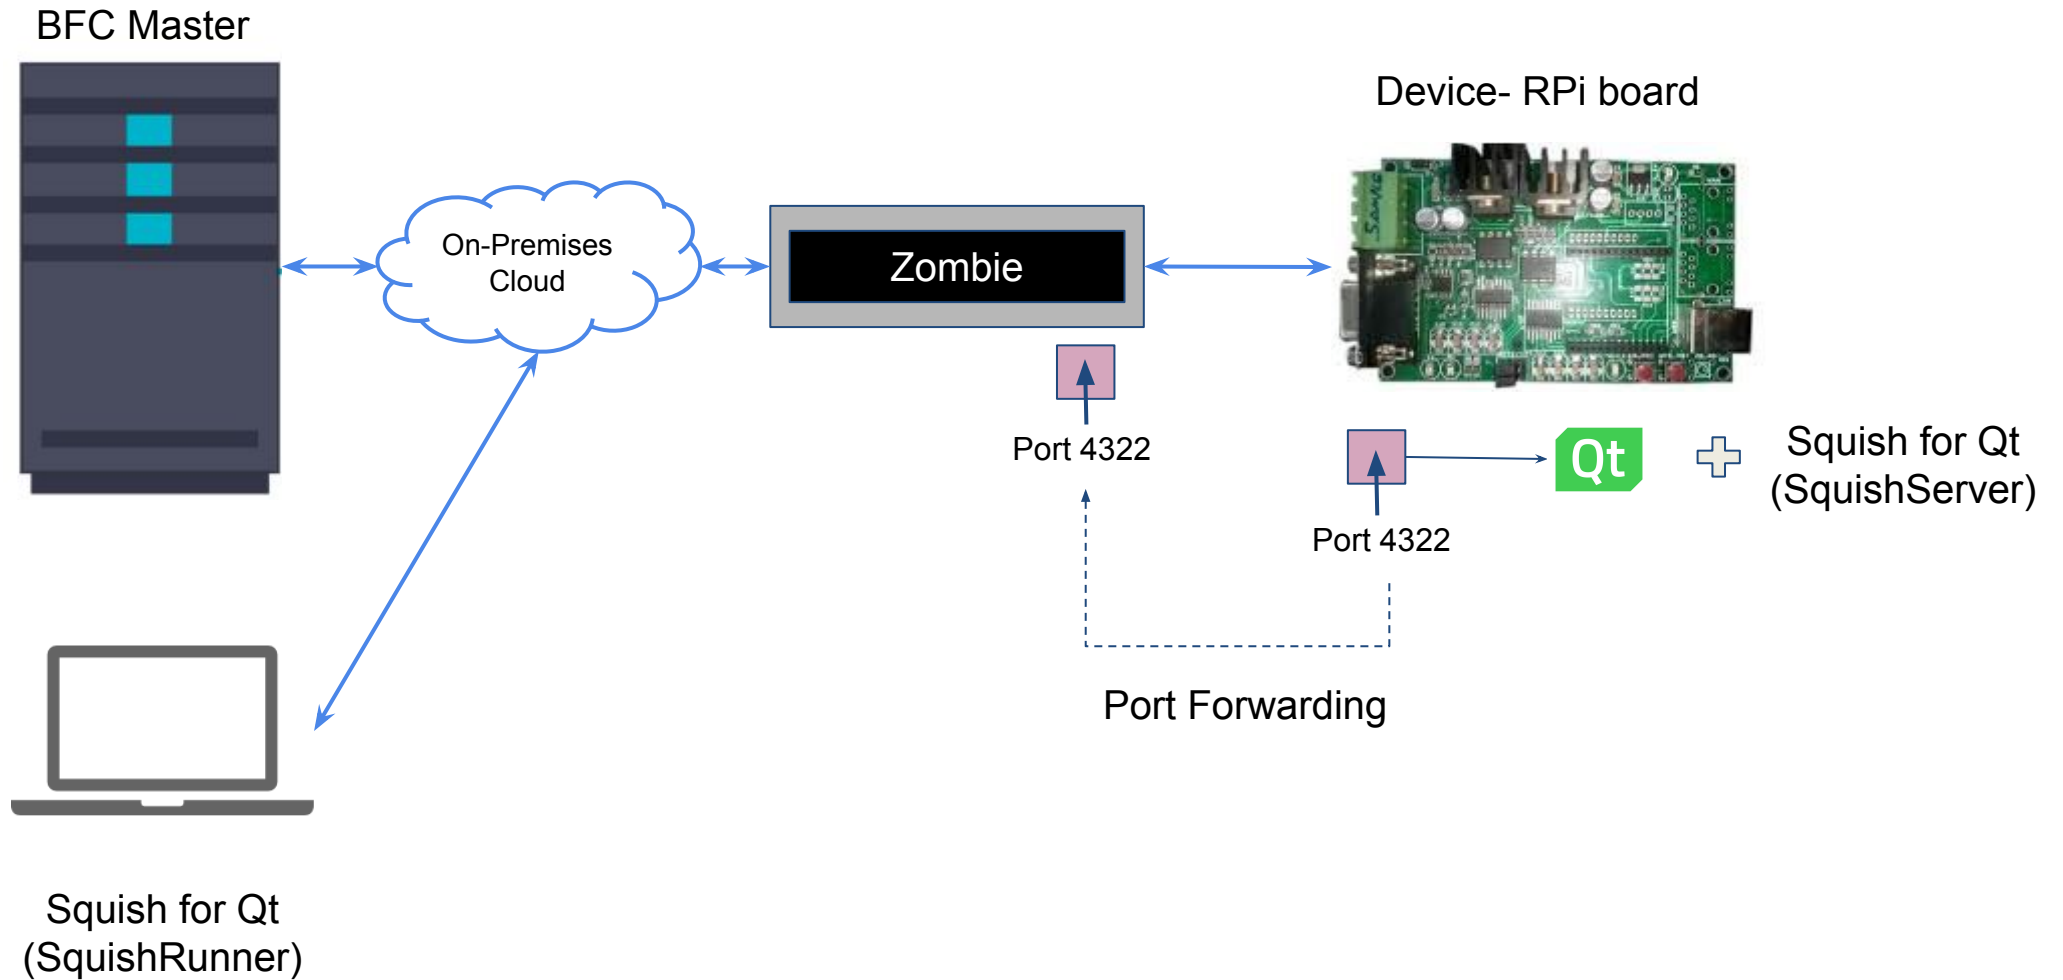 BFC Master
Device- RPi board
On-Premises
Cloud
Zombie
Port 4322
Qt
Squish for Qt
(SquishServer)
Port 4322
Port Forwarding
Squish for Qt
(SquishRunner)